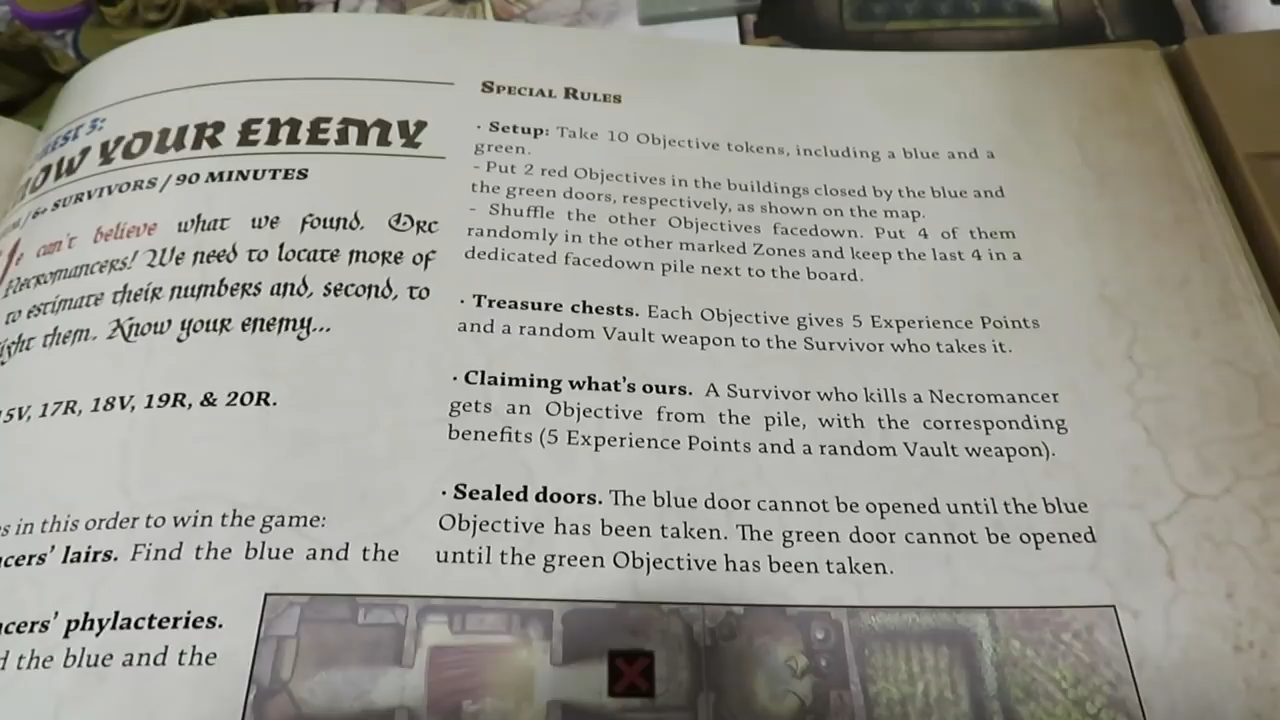 YOUR ENEMY
SURVIVORS / 90 MINUTES
can't believe what we found. Orc
Necromancers! We need to locate more of
to estimate their numbers and, second, to
them. Know your enemy...
5V, 17R, 18V, 19R, & 20R.
in this order to win the game:
lairs. Find the blue and the
phylacteries.
the blue and the
Special Rules
· Setup: Take 10 Objective tokens, including a blue and a
green.
- Put 2 red Objectives in the buildings closed by the blue and
the green doors, respectively, as shown on the map.
- Shuffle the other Objectives facedown. Put 4 of them
randomly in the other marked Zones and keep the last 4 in a
dedicated facedown pile next to the board.
· Treasure chests. Each Objective gives 5 Experience Points
and a random Vault weapon to the Survivor who takes it.
· Claiming what's ours. A Survivor who kills a Necromancer
gets an Objective from the pile, with the corresponding
benefits (5 Experience Points and a random Vault weapon).
· Sealed doors. The blue door cannot be opened until the blue
Objective has been taken. The green door cannot be opened
until the green Objective has been taken.